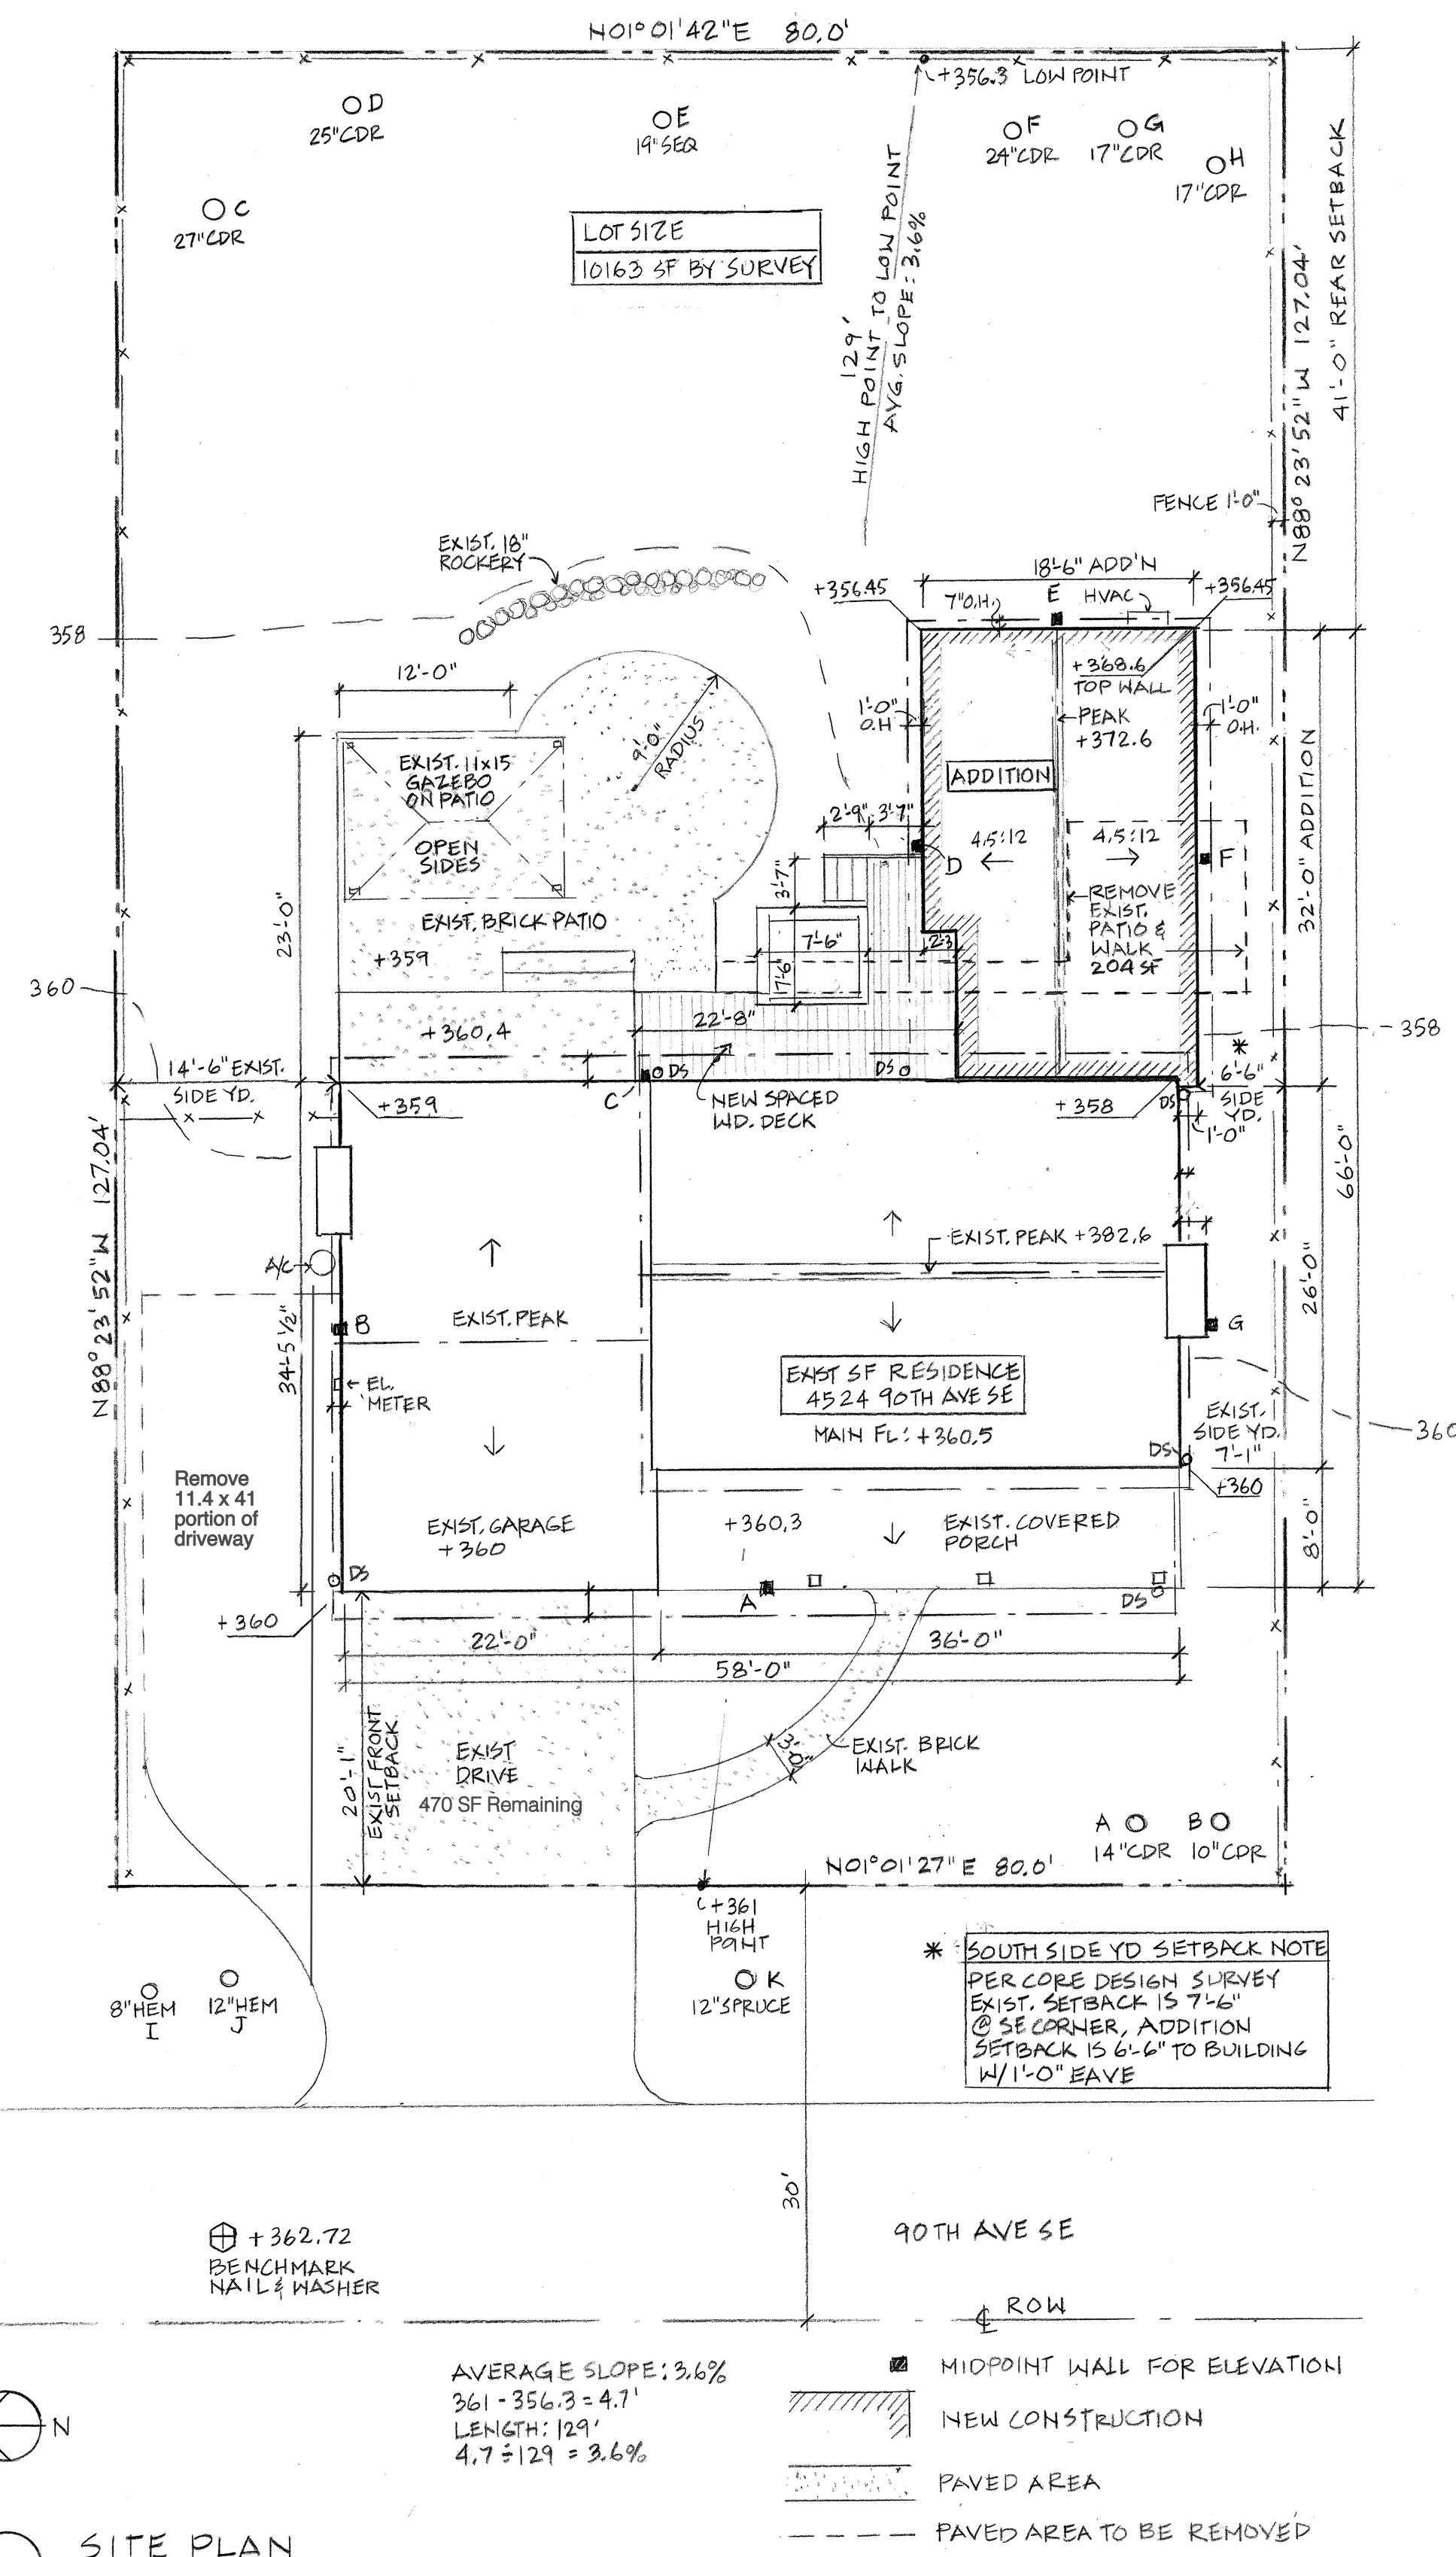 N01°01'42"E 80.0'
+356.3 LOW POINT
D
25"CDR
E
19"SEQ
F
24"CDR
G
17"CDR
H
17"CDR
C
27"CDR
LOT SIZE
10163 SF BY SURVEY
129'
HIGH POINT TO LOW POINT
AVG. SLOPE: 3.6%
N88° 23' 52" W 127.04'
41'-0" REAR SETBACK
FENCE 1'-0"
EXIST. 18"
ROCKERY
358
18'-6" ADD'N
+356.45
7" O.H.
E
HVAC
+356.45
12'-0"
9'-0"
RADIUS
+368.6
TOP WALL
PEAK
+372.6
1'-0"
O.H.
1'-0"
O.H.
EXIST. 11x15
GAZEBO
ON PATIO
OPEN
SIDES
ADDITION
2'-9" 3'-7"
4.5:12
4.5:12
D
F
3'-7"
REMOVE
EXIST.
PATIO &
WALK
204 SF
32'-0" ADDITION
EXIST. BRICK PATIO
23'-0"
+359
7'-6"
7'-6"
2'-3
360
+360.4
22'-8"
358
14'-6" EXIST.
SIDE YD.
DS
DS
C
+359
NEW SPACED
WD. DECK
+358
DS
*
6'-6"
SIDE
YD.
1'-0"
66'-0"
N88° 23' 52" W 127.04'
A/C
EXIST. PEAK +382.6
26'-0"
34'-5 1/2"
B
EXIST. PEAK
G
EL.
METER
EXIST SF RESIDENCE
4524 90TH AVE SE
MAIN FL: +360.5
EXIST.
SIDE YD.
7'-1"
360
DS
+360
Remove
11.4 x 41
portion of
driveway
EXIST. GARAGE
+360
+360.3
EXIST. COVERED
PORCH
8'-0"
DS
A
DS
+360
22'-0"
36'-0"
58'-0"
20'-1"
EXIST FRONT
SETBACK
EXIST
DRIVE
470 SF Remaining
3'-0"
EXIST. BRICK
WALK
A
14"CDR
B
10"CDR
N01°01'27"E 80.0'
+361
HIGH
POINT
8"HEM
I
12"HEM
J
K
12"SPRUCE
* SOUTH SIDE YD SETBACK NOTE
PER CORE DESIGN SURVEY
EXIST. SETBACK IS 7'-6"
@ SE CORNER, ADDITION
SETBACK IS 6'-6" TO BUILDING
W/1'-0" EAVE
30'
+362.72
BENCHMARK
NAIL & WASHER
90TH AVE SE
℄ ROW
N
AVERAGE SLOPE: 3.6%
361 - 356.3 = 4.7'
LENGTH: 129'
4.7 ÷ 129 = 3.6%
MIDPOINT WALL FOR ELEVATION
NEW CONSTRUCTION
PAVED AREA
PAVED AREA TO BE REMOVED
SITE PLAN